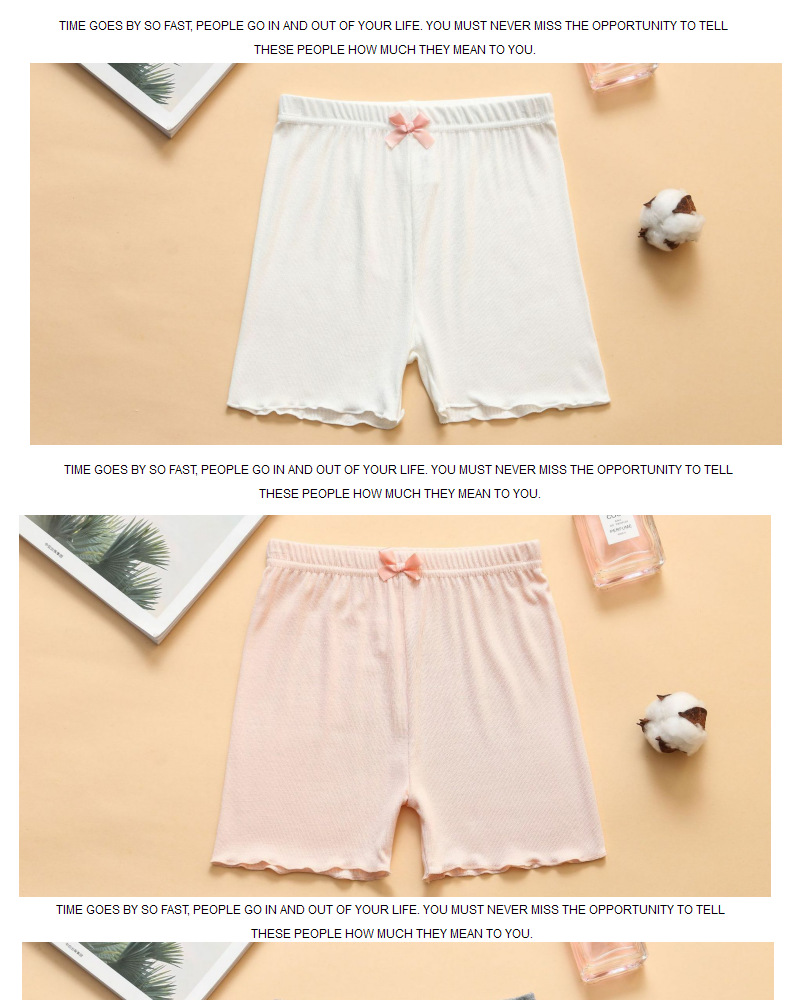 TIME GOES BY SO FAST, PEOPLE GO IN AND OUT OF YOUR LIFE. YOU MUST NEVER MISS THE OPPORTUNITY TO TELL
THESE PEOPLE HOW MUCH THEY MEAN TO YOU.
TIME GOES BY SO FAST, PEOPLE GO IN AND OUT OF YOUR LIFE. YOU MUST NEVER MISS THE OPPORTUNITY TO TELL
THESE PEOPLE HOW MUCH THEY MEAN TO YOU.
PERFUME
TIME GOES BY SO FAST, PEOPLE GO IN AND OUT OF YOUR LIFE. YOU MUST NEVER MISS THE OPPORTUNITY TO TELL
THESE PEOPLE HOW MUCH THEY MEAN TO YOU.